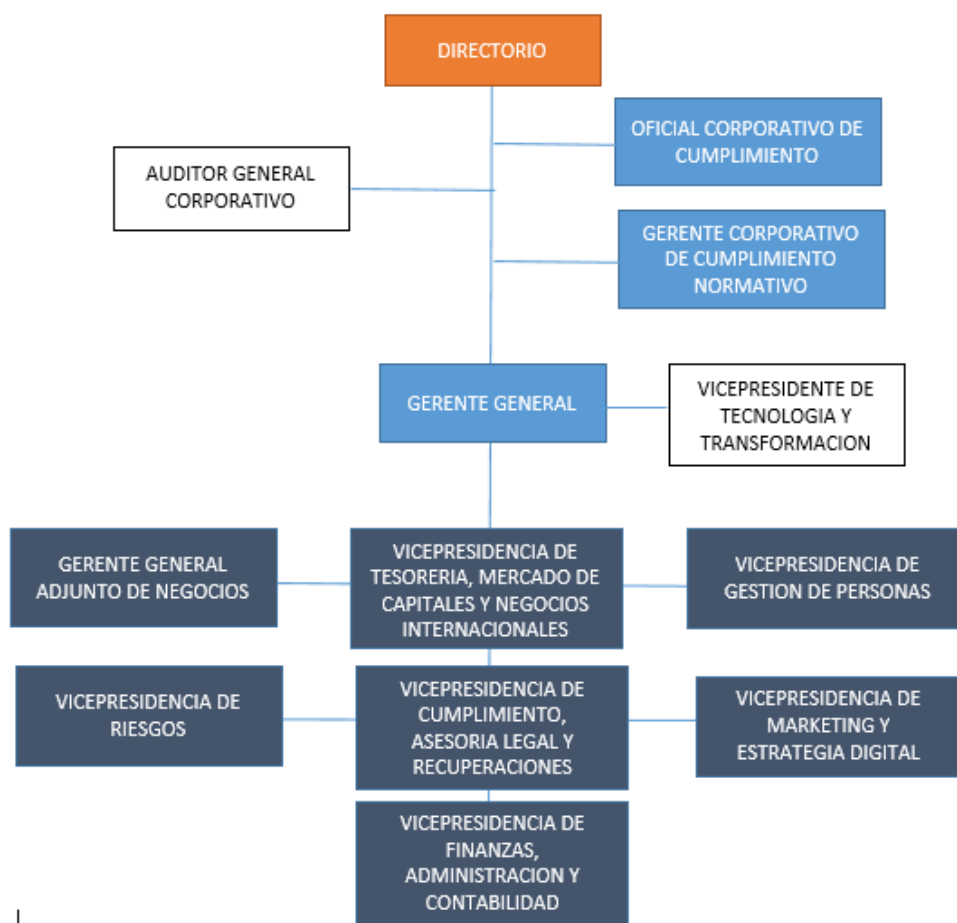 DIRECTORIO
OFICIAL CORPORATIVO DE
CUMPLIMIENTO
AUDITOR GENERAL
CORPORATIVO
GERENTE CORPORATIVO
DE CUMPLIMIENTO
NORMATIVO
GERENTE GENERAL
VICEPRESIDENTE DE
TECNOLOGIA Y
TRANSFORMACION
GERENTE GENERAL
ADJUNTO DE NEGOCIOS
VICEPRESIDENCIA DE
TESORERIA, MERCADO DE
CAPITALES Y NEGOCIOS
INTERNACIONALES
VICEPRESIDENCIA DE
GESTION DE PERSONAS
VICEPRESIDENCIA DE
RIESGOS
VICEPRESIDENCIA DE
CUMPLIMIENTO,
ASESORIA LEGAL Y
RECUPERACIONES
VICEPRESIDENCIA DE
MARKETING Y
ESTRATEGIA DIGITAL
VICEPRESIDENCIA DE
FINANZAS,
ADMINISTRACION Y
CONTABILIDAD